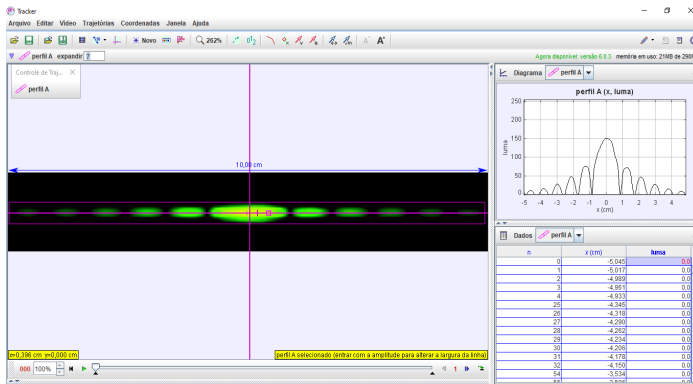 Tracker
Arquivo Editar Vídeo Trajetórias Coordenadas Janela Ajuda
Novo 262%
perfil A expandir 7
Agora disponível: versão 6.0.3 memória em uso: 21MB de 290M
Controle de Traj...
perfil A
10,00 cm
Diagrama perfil A
perfil A (x, luma)
250
200
150
100
50
0
luma
-5 -4 -3 -2 -1 0 1 2 3 4
x (cm)
Dados perfil A
n x (cm) luma
0 -5,045 0,0
1 -5,017 0,0
2 -4,989 0,0
3 -4,961 0,0
4 -4,933 0,0
25 -4,345 0,0
26 -4,318 0,0
27 -4,290 0,0
28 -4,262 0,0
29 -4,234 0,0
30 -4,206 0,0
31 -4,178 0,0
32 -4,150 0,0
54 -3,534 0,0
x=0,396 cm y=0,000 cm
perfil A selecionado (entrar com a amplitude para alterar a largura da linha)
000 100% 1